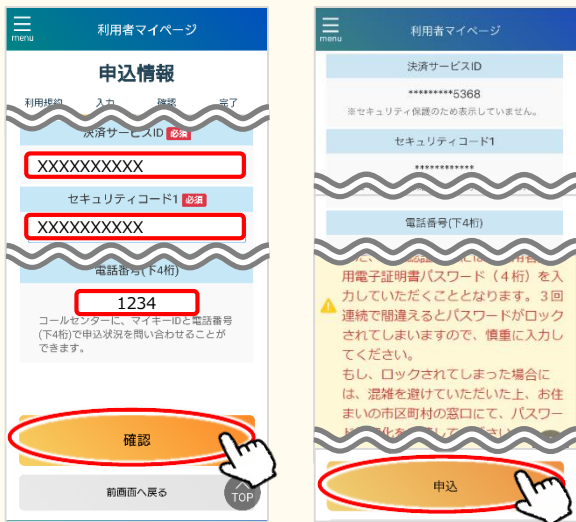 menu
利用者マイページ
申込情報
利用規約 入力 確認 完了
決済サービスID 必須
XXXXXXXXXX
セキュリティコード1 必須
XXXXXXXXXX
電話番号(下4桁)
1234
コールセンターに、マイキーIDと電話番号
(下4桁)で申込状況を問い合わせることが
できます。
確認
前画面へ戻る
TOP
menu
利用者マイページ
決済サービスID
*********5368
※セキュリティ保護のため表示していません。
セキュリティコード1
************
電話番号(下4桁)
用電子証明書パスワード（4桁）を入
力していただくこととなります。3回
連続で間違えるとパスワードがロック
されてしまいますので、慎重に入力し
てください。
もし、ロックされてしまった場合に
は、混雑を避けていただいた上、お住
まいの市区町村の窓口にて、パスワー
申込